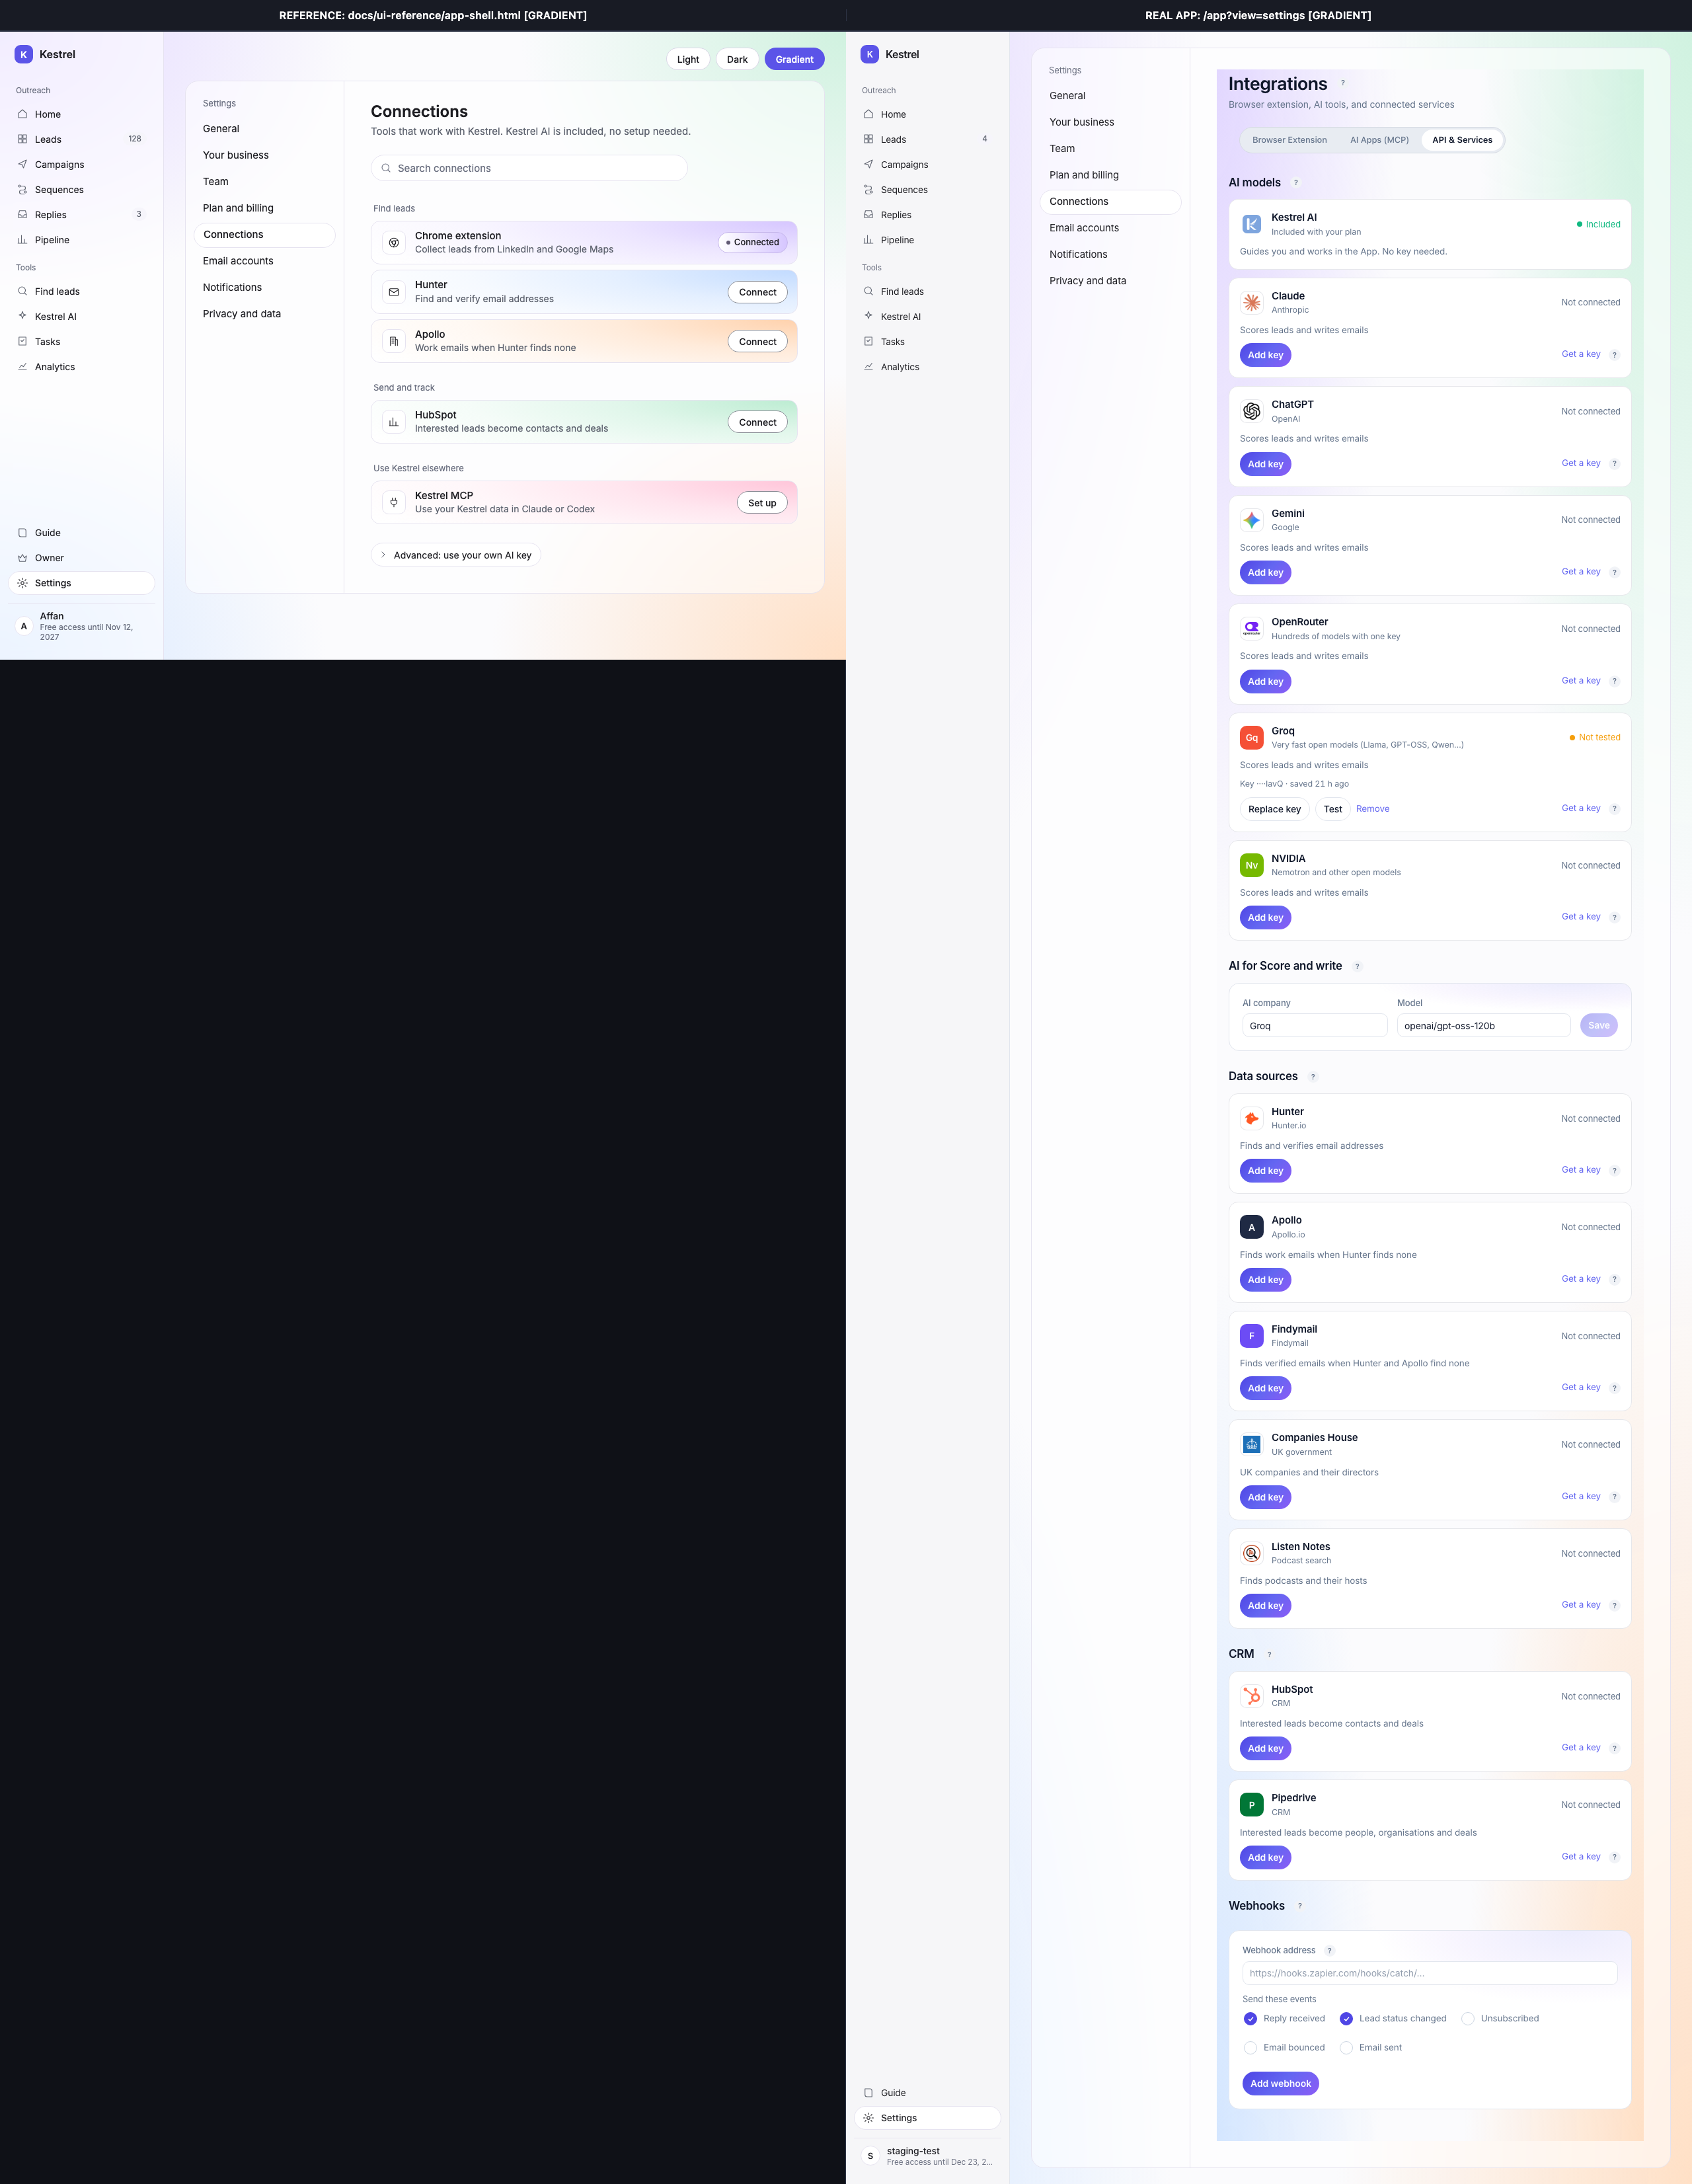 REFERENCE: docs/ui-reference/app-shell.html [GRADIENT]
K Kestrel
Outreach
Home
Leads 128
Campaigns
Sequences
Replies 3
Pipeline
Tools
Find leads
Kestrel AI
Tasks
Analytics
Guide
Owner
Settings
A Affan
Free access until Nov 12,
2027
Light Dark Gradient
Settings
General
Your business
Team
Plan and billing
Connections
Email accounts
Notifications
Privacy and data
Connections
Tools that work with Kestrel. Kestrel AI is included, no setup needed.
Search connections
Find leads
Chrome extension
Collect leads from LinkedIn and Google Maps
Connected
Hunter
Find and verify email addresses
Connect
Apollo
Work emails when Hunter finds none
Connect
Send and track
HubSpot
Interested leads become contacts and deals
Connect
Use Kestrel elsewhere
Kestrel MCP
Use your Kestrel data in Claude or Codex
Set up
Advanced: use your own AI key
REAL APP: /app?view=settings [GRADIENT]
K Kestrel
Outreach
Home
Leads 4
Campaigns
Sequences
Replies
Pipeline
Tools
Find leads
Kestrel AI
Tasks
Analytics
Guide
Settings
S staging-test
Free access until Dec 23, 2...
Settings
General
Your business
Team
Plan and billing
Connections
Email accounts
Notifications
Privacy and data
Integrations ?
Browser extension, AI tools, and connected services
Browser Extension AI Apps (MCP) API & Services
AI models ?
Kestrel AI
Included with your plan
Included
Guides you and works in the App. No key needed.
Claude
Anthropic
Not connected
Scores leads and writes emails
Add key Get a key ?
ChatGPT
OpenAI
Not connected
Scores leads and writes emails
Add key Get a key ?
Gemini
Google
Not connected
Scores leads and writes emails
Add key Get a key ?
OpenRouter
Hundreds of models with one key
Not connected
Scores leads and writes emails
Add key Get a key ?
Gq Groq
Very fast open models (Llama, GPT-OSS, Qwen...)
Not tested
Scores leads and writes emails
Key ····IavQ · saved 21 h ago
Replace key Test Remove Get a key ?
Nv NVIDIA
Nemotron and other open models
Not connected
Scores leads and writes emails
Add key Get a key ?
AI for Score and write ?
AI company Model
Groq openai/gpt-oss-120b Save
Data sources ?
Hunter
Hunter.io
Not connected
Finds and verifies email addresses
Add key Get a key ?
A Apollo
Apollo.io
Not connected
Finds work emails when Hunter finds none
Add key Get a key ?
F Findymail
Findymail
Not connected
Finds verified emails when Hunter and Apollo find none
Add key Get a key ?
Companies House
UK government
Not connected
UK companies and their directors
Add key Get a key ?
Listen Notes
Podcast search
Not connected
Finds podcasts and their hosts
Add key Get a key ?
CRM ?
HubSpot
CRM
Not connected
Interested leads become contacts and deals
Add key Get a key ?
P Pipedrive
CRM
Not connected
Interested leads become people, organisations and deals
Add key Get a key ?
Webhooks ?
Webhook address ?
https://hooks.zapier.com/hooks/catch/...
Send these events
Reply received Lead status changed Unsubscribed
Email bounced Email sent
Add webhook